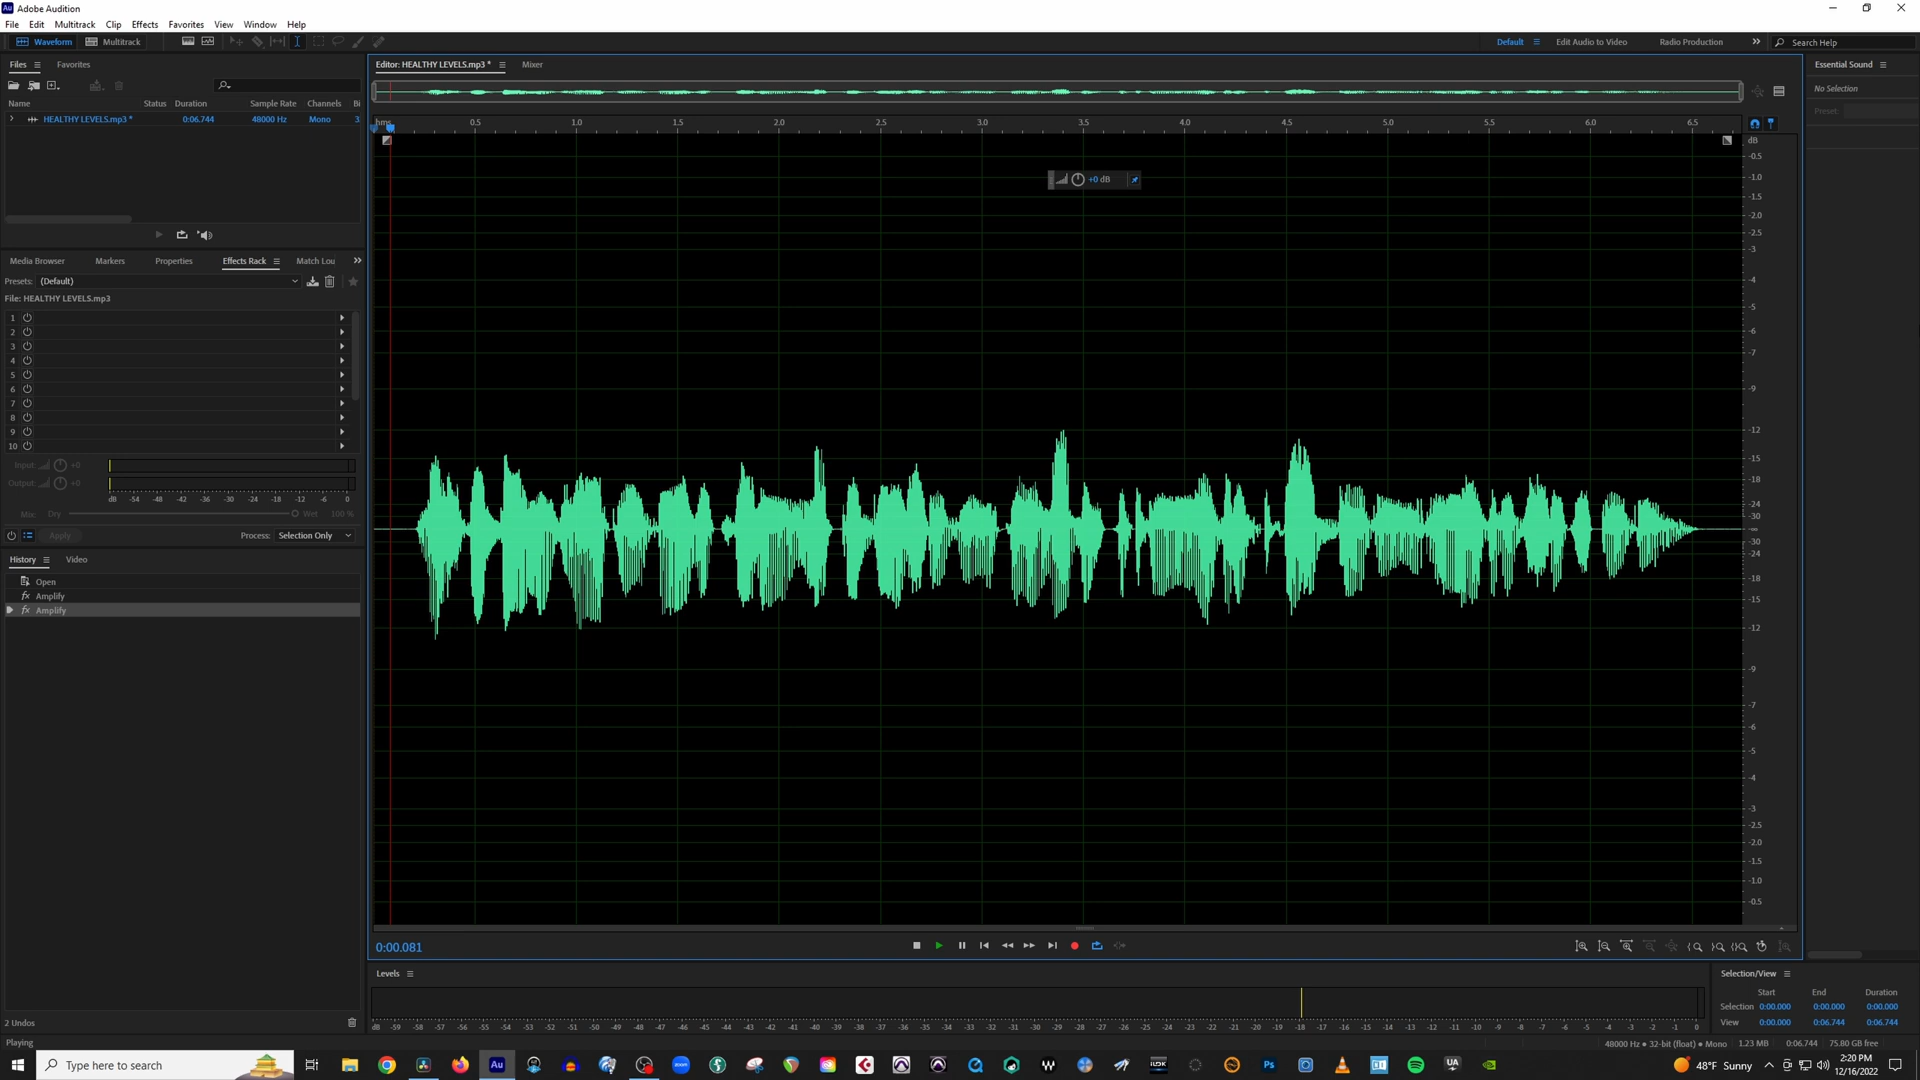 Adobe Audition
File Edit Multitrack Clip Effects Favorites View Window Help
Waveform Multitrack
Default Edit Audio to Video Radio Production Search Help
Files Favorites
Name Status Duration Sample Rate Channels Bi
HEALTHY LEVELS.mp3 * 0:06.744 48000 Hz Mono 3
Media Browser Markers Properties Effects Rack Match Lou
Presets: (Default)
File: HEALTHY LEVELS.mp3
1
2
3
4
5
6
7
8
9
10
Input: +0
Output: +0
dB -54 -48 -42 -36 -30 -24 -18 -12 -6 0
Mix: Dry Wet 100 %
Apply Process: Selection Only
History Video
Open
fx Amplify
fx Amplify
2 Undos
Playing
Editor: HEALTHY LEVELS.mp3 * Mixer
hms 0.5 1.0 1.5 2.0 2.5 3.0 3.5 4.0 4.5 5.0 5.5 6.0 6.5
+0 dB
dB
-0.5
-1.0
-1.5
-2.0
-2.5
-3
-4
-5
-6
-7
-9
-12
-15
-18
-24
-30
-∞
-30
-24
-18
-15
-12
-9
-7
-6
-5
-4
-3
-2.5
-2.0
-1.5
-1.0
-0.5
0:00.081
Levels
dB -59 -58 -57 -56 -55 -54 -53 -52 -51 -50 -49 -48 -47 -46 -45 -44 -43 -42 -41 -40 -39 -38 -37 -36 -35 -34 -33 -32 -31 -30 -29 -28 -27 -26 -25 -24 -23 -22 -21 -20 -19 -18 -17 -16 -15 -14 -13 -12 -11 -10 -9 -8 -7 -6 -5 -4 -3 -2 -1 0
Essential Sound
No Selection
Preset:
Selection/View
Start End Duration
Selection 0:00.000 0:00.000 0:00.000
View 0:00.000 0:06.744 0:06.744
48000 Hz ● 32-bit (float) ● Mono 1.23 MB 0:06.744 75.80 GB free
Type here to search
Au
zoom
Ps
UA
48°F Sunny
2:20 PM
12/16/2022